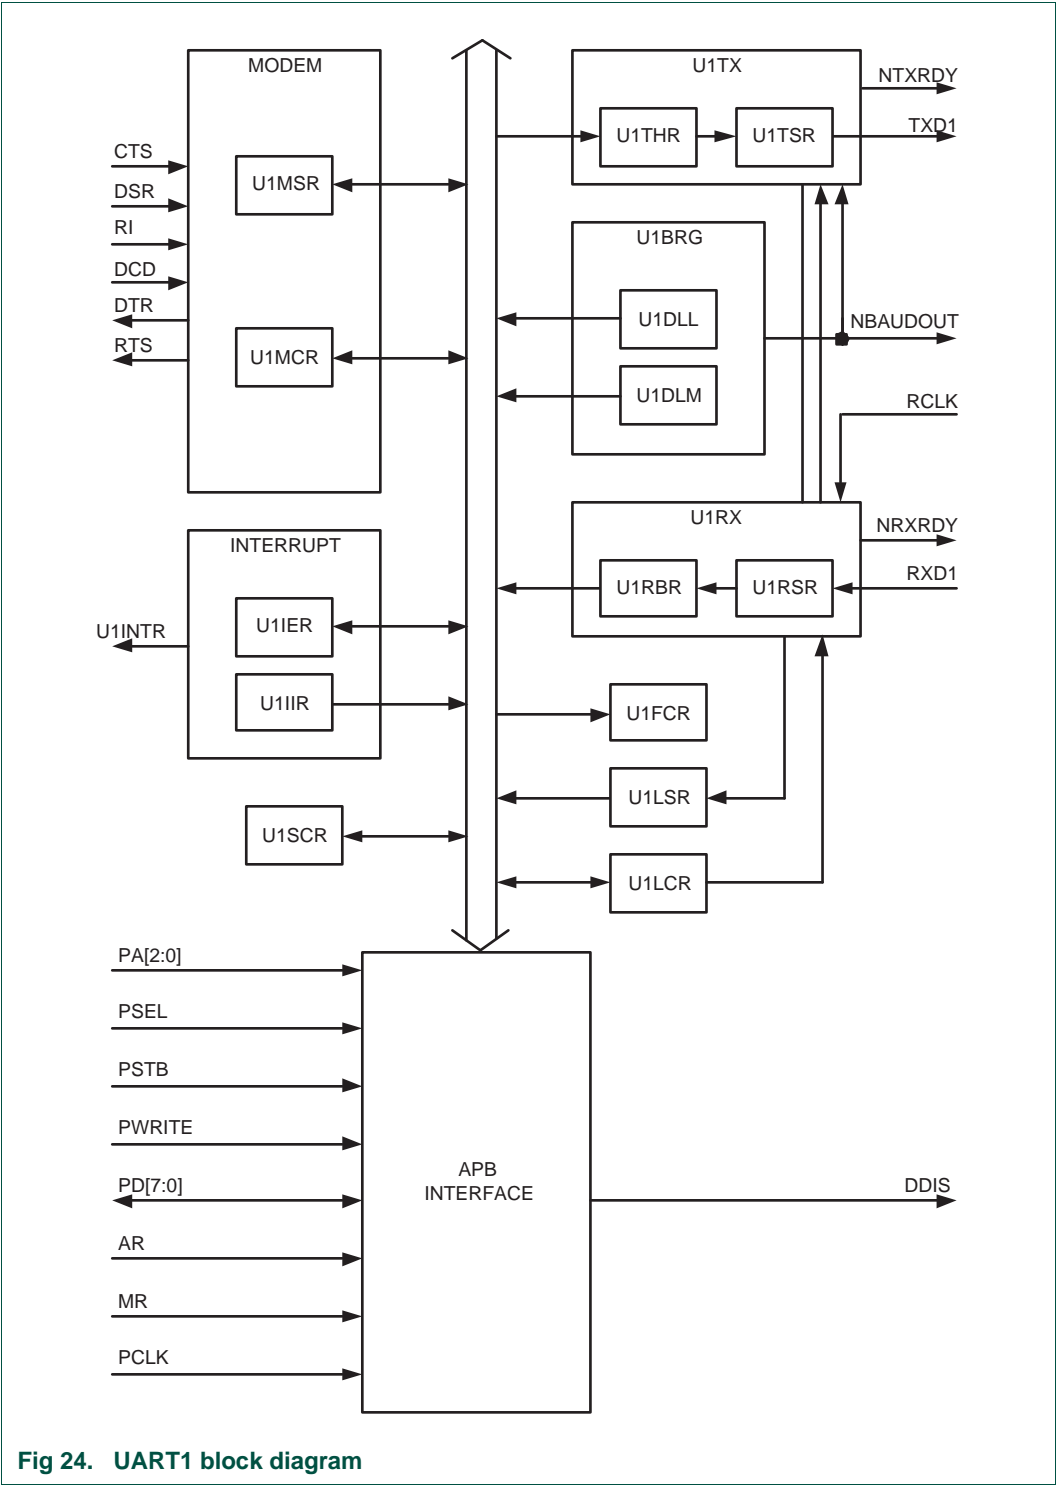 MODEM
CTS
DSR
RI
DCD
DTR
RTS
U1MSR
U1MCR
U1TX
U1THR
U1TSR
NTXRDY
TXD1
U1BRG
U1DLL
U1DLM
NBAUDOUT
RCLK
U1RX
U1RBR
U1RSR
NRXRDY
RXD1
INTERRUPT
U1INTR
U1IER
U1IIR
U1FCR
U1LSR
U1SCR
U1LCR
PA[2:0]
PSEL
PSTB
PWRITE
PD[7:0]
AR
MR
PCLK
APB
INTERFACE
DDIS
Fig 24. UART1 block diagram